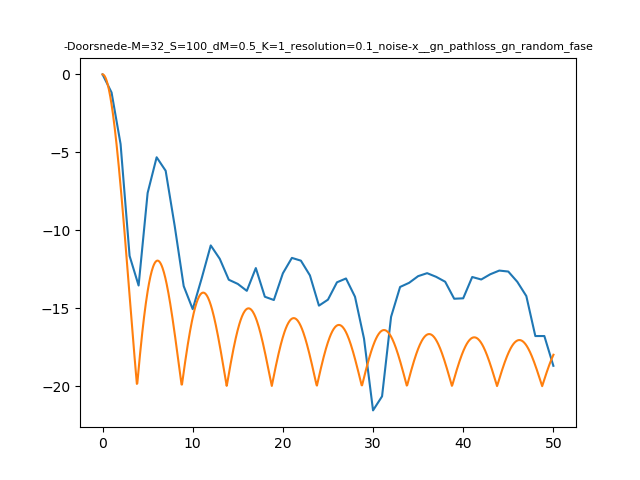 -Doorsnede-M=32_S=100_dM=0.5_K=1_resolution=0.1_noise-x__gn_pathloss_gn_random_fase
0
−5
−10
−15
−20
0 10 20 30 40 50